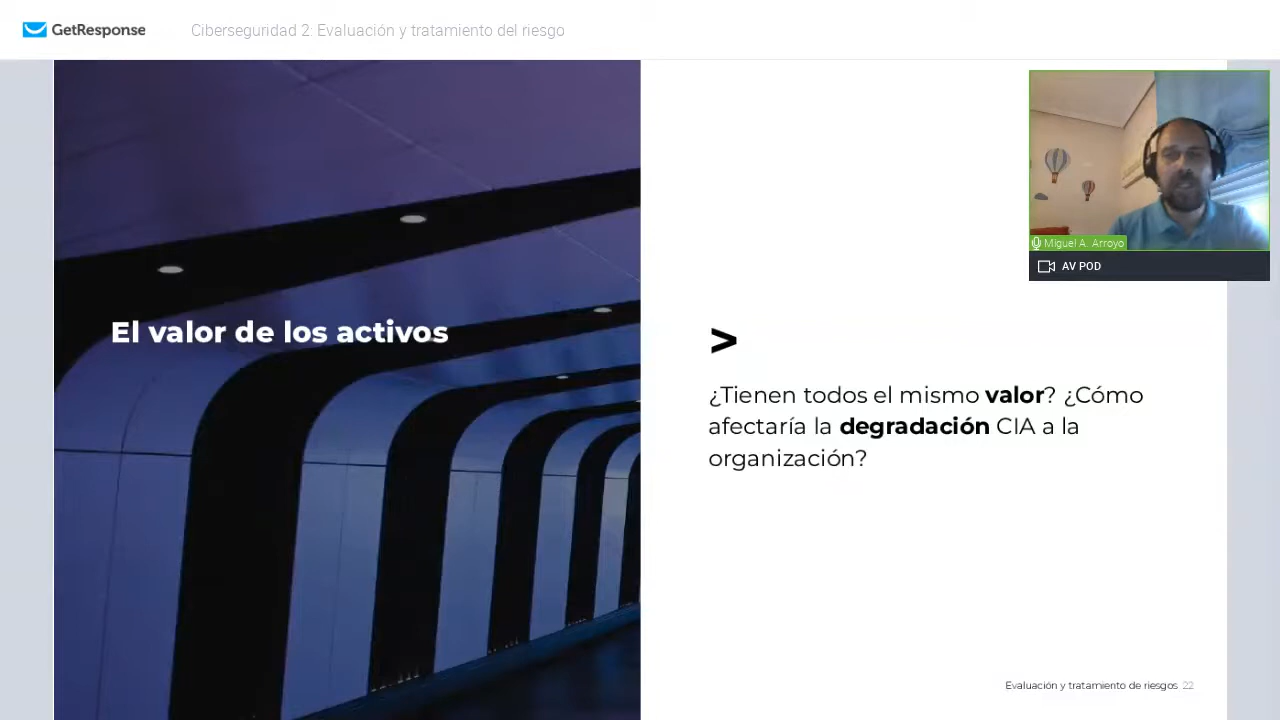 GetResponse
Ciberseguridad 2: Evaluación y tratamiento del riesgo
Miguel A. Arroyo
AV POD
El valor de los activos
>
¿Tienen todos el mismo valor? ¿Cómo
afectaría la degradación CIA a la
organización?
Evaluación y tratamiento de riesgos 22